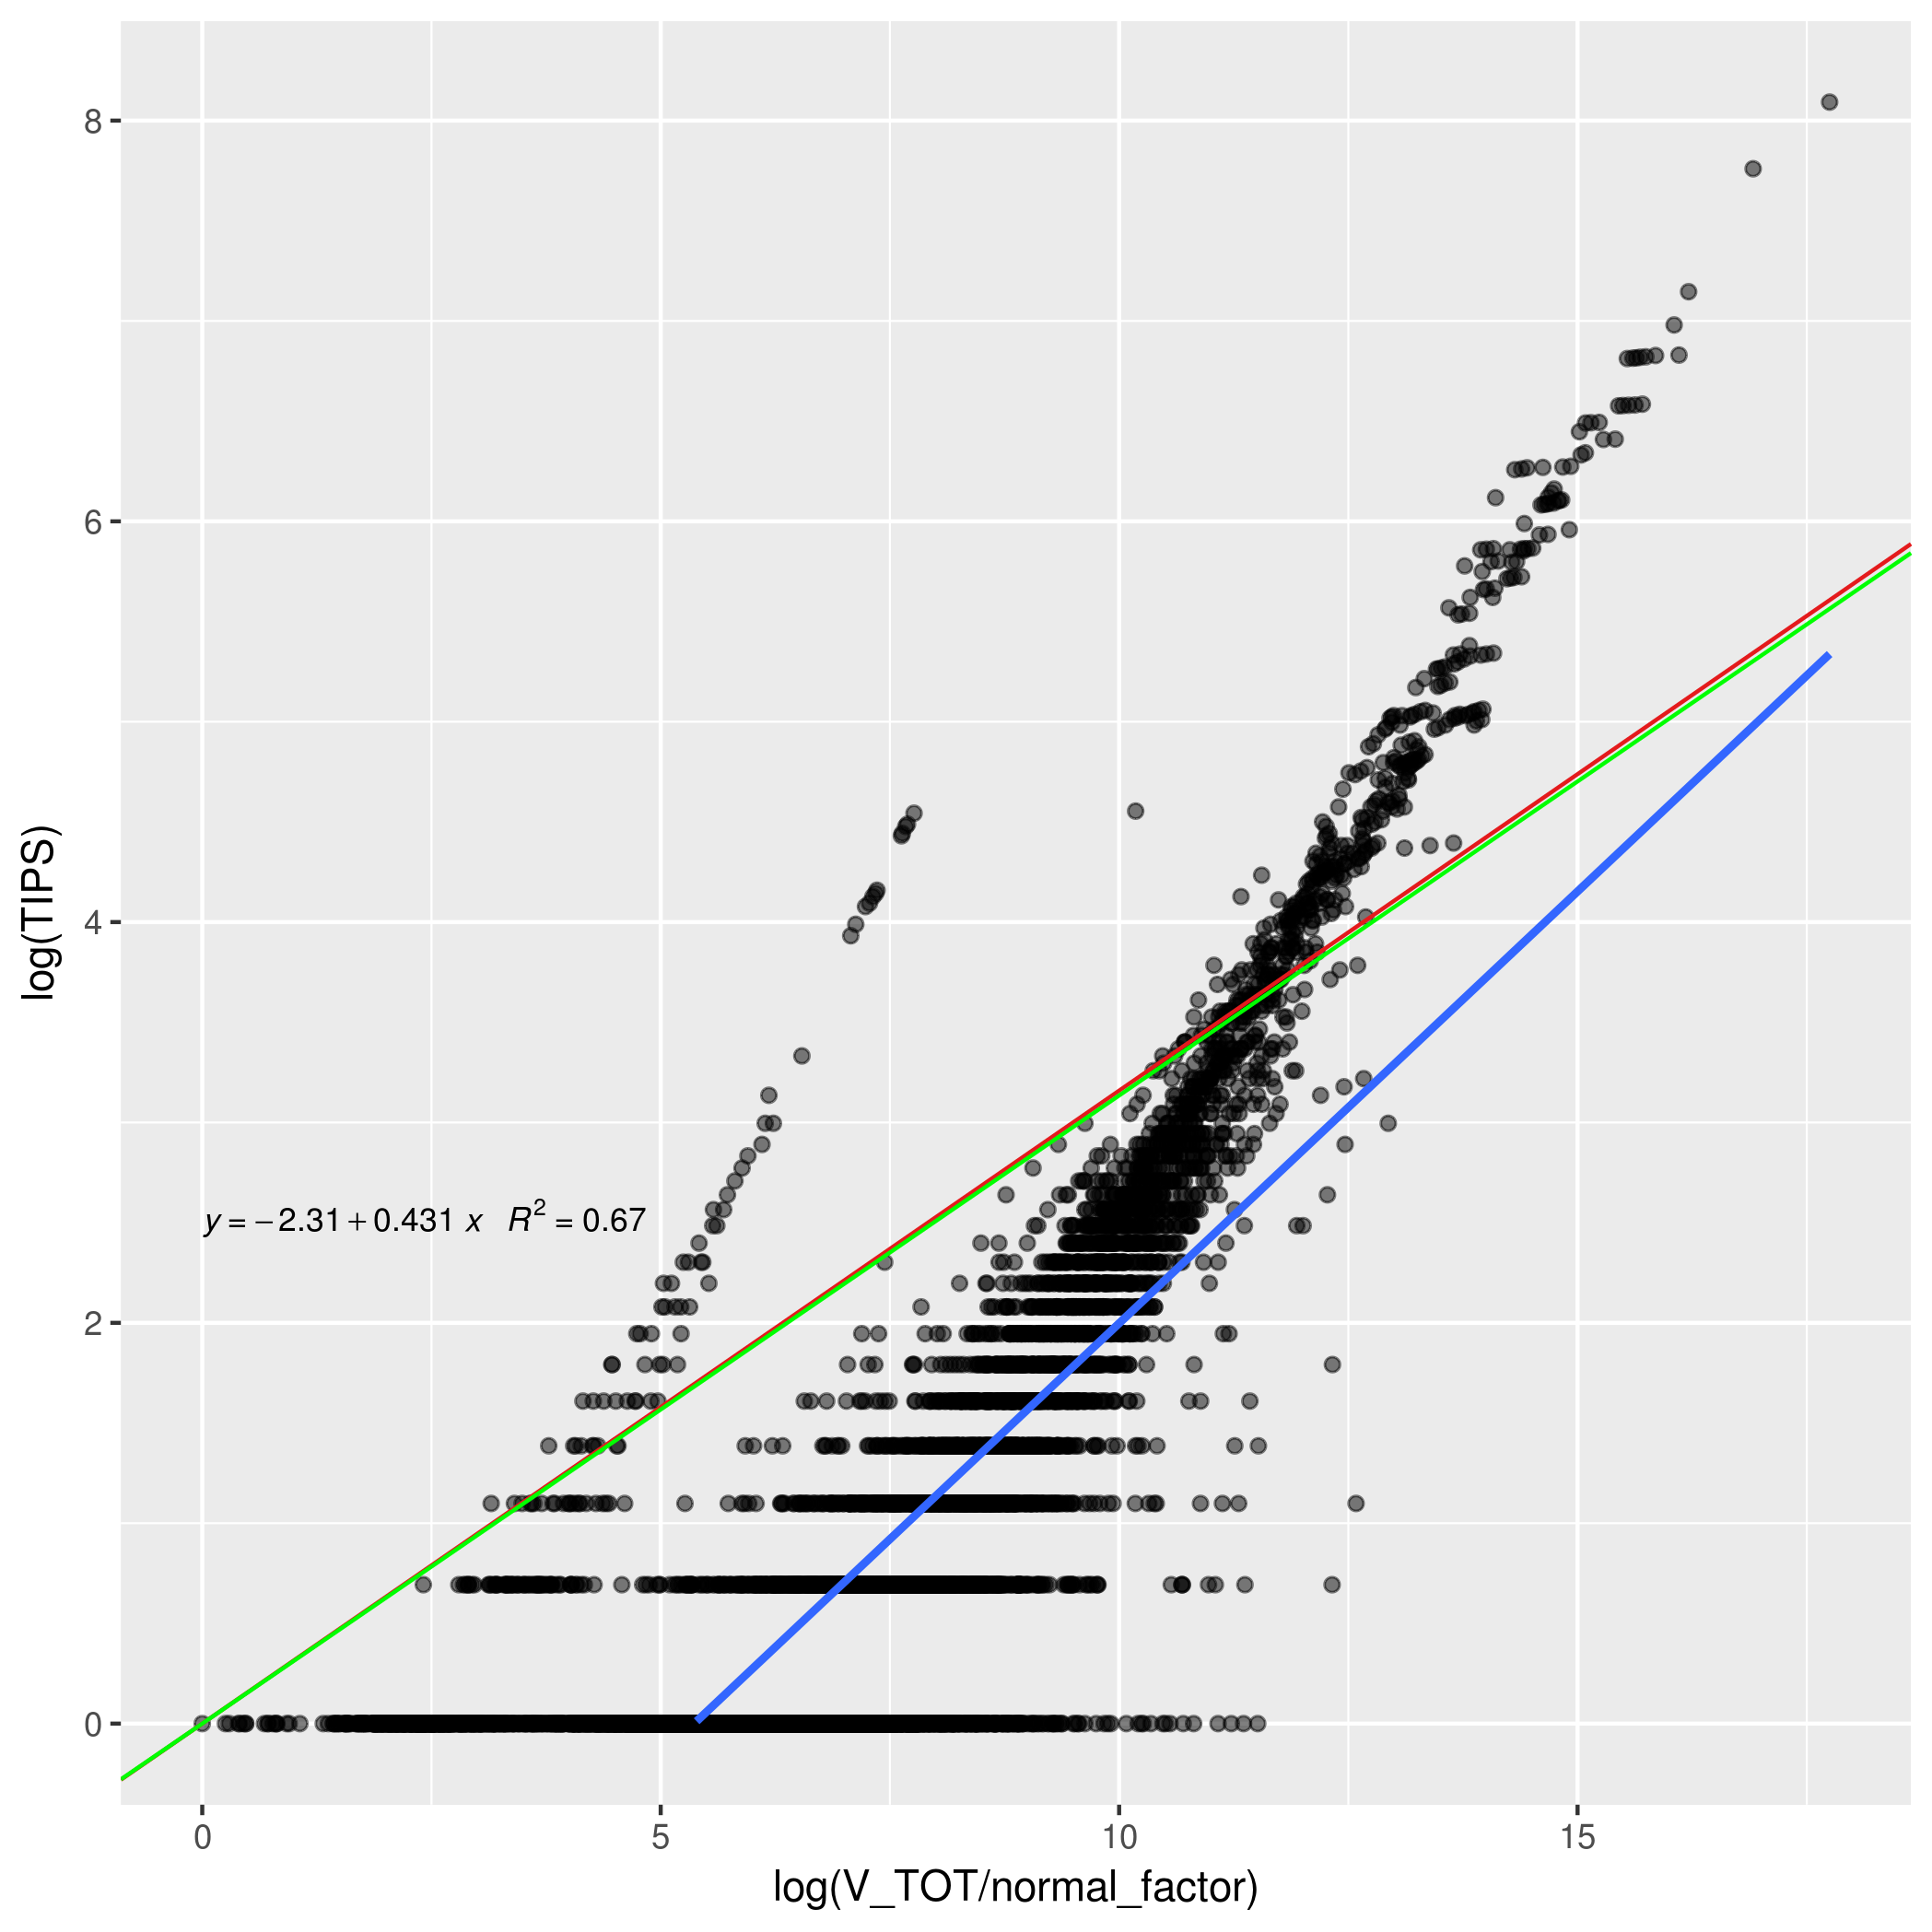 8
6
4
2
0
log(TIPS)
y = −2.31+0.431 x R² = 0.67
0 5 10 15
log(V_TOT/normal_factor)